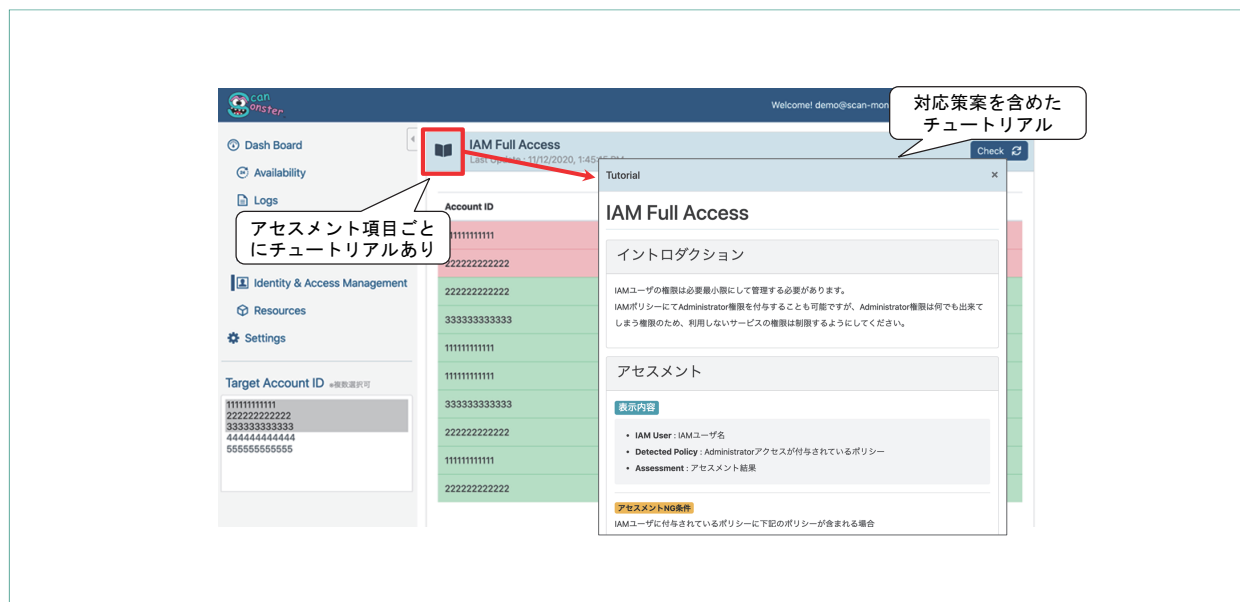 can
onster
Welcome! demo@scan-mon
対応策案を含めた
チュートリアル
Dash Board
Availability
Logs
アセスメント項目ごと
にチュートリアルあり
Identity & Access Management
Resources
Settings
Target Account ID ※複数選択可
111111111111
222222222222
333333333333
444444444444
555555555555
IAM Full Access
Last Update : 11/12/2020, 1:45:15 PM
Check
Account ID
111111111111
222222222222
222222222222
333333333333
111111111111
111111111111
333333333333
222222222222
111111111111
222222222222
Tutorial
×
IAM Full Access
イントロダクション
IAMユーザの権限は必要最小限にして管理する必要があります。
IAMポリシーにてAdministrator権限を付与することも可能ですが、Administrator権限は何でも出来て
しまう権限のため、利用しないサービスの権限は制限するようにしてください。
アセスメント
表示内容
• IAM User : IAMユーザ名
• Detected Policy : Administratorアクセスが付与されているポリシー
• Assessment : アセスメント結果
アセスメントNG条件
IAMユーザに付与されているポリシーに下記のポリシーが含まれる場合